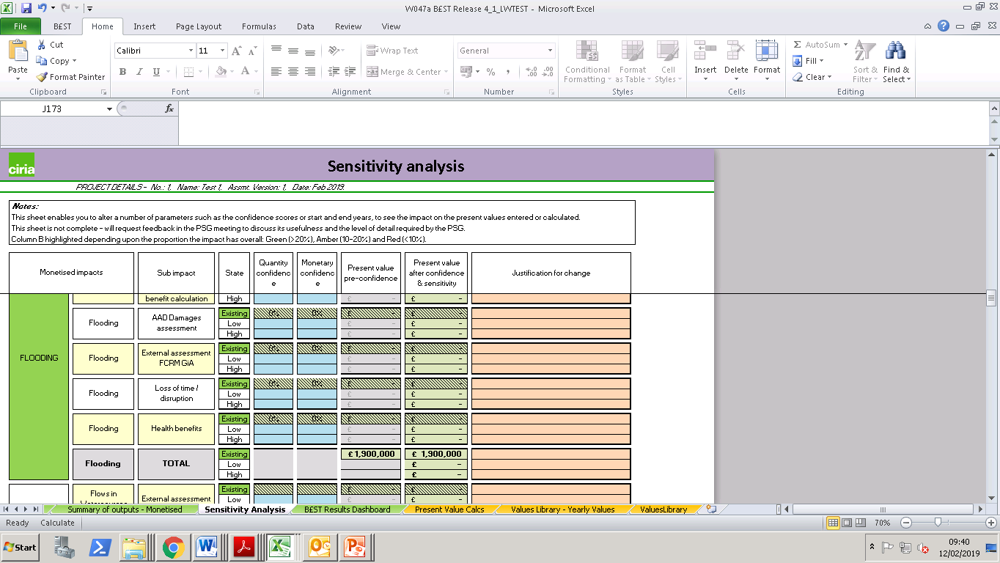 W047a B£ST Release 4_1_LWTEST - Microsoft Excel
File B£ST Home Insert Page Layout Formulas Data Review View
Paste
Cut
Copy
Format Painter
Clipboard
Calibri 11
B I U
Font
Wrap Text
Merge & Center
Alignment
General
%
Number
Conditional Formatting
Format as Table
Cell Styles
Styles
Insert Delete Format
Cells
AutoSum
Fill
Clear
Sort & Filter
Find & Select
Editing
J173 fx
ciria
Sensitivity analysis
PROJECT DETAILS - No.: 1. Name: Test 1. Assmt. Version: 1. Date: Feb 2019.
Notes:
This sheet enables you to alter a number of parameters such as the confidence scores or start and end years, to see the impact on the present values entered or calculated.
This sheet is not complete - will request feedback in the PSG meeting to discuss its usefulness and the level of detail required by the PSG.
Column B highlighted depending upon the proportion the impact has overall: Green (>20%), Amber (10-20%) and Red (<10%).
Monetised impacts
Sub impact
State
Quantity
confidenc
e
Monetary
confidenc
e
Present value
pre-confidence
Present value
after confidence
& sensitivity
Justification for change
FLOODING
benefit calculation
High £ - £ -
Flooding
AAD Damages
assessment
Existing 0% 0% £ - £ -
Low £ - £ -
High £ - £ -
Flooding
External assessment
FCRM GiA
Existing 0% 0% £ - £ -
Low £ - £ -
High £ - £ -
Flooding
Loss of time /
disruption
Existing 0% 0% £ - £ -
Low £ - £ -
High £ - £ -
Flooding
Health benefits
Existing 0% 0% £ - £ -
Low £ - £ -
High £ - £ -
Flooding
TOTAL
Existing £ 1,900,000 £ 1,900,000
Low £ -
High £ -
Flows in
External assessment
Existing £ - £ -
Low £ - £ -
Summary of outputs - Monetised Sensitivity Analysis B£ST Results Dashboard Present Value Calcs Values Library - Yearly Values ValuesLibrary
Ready Calculate 70%
Start
09:40
12/02/2019